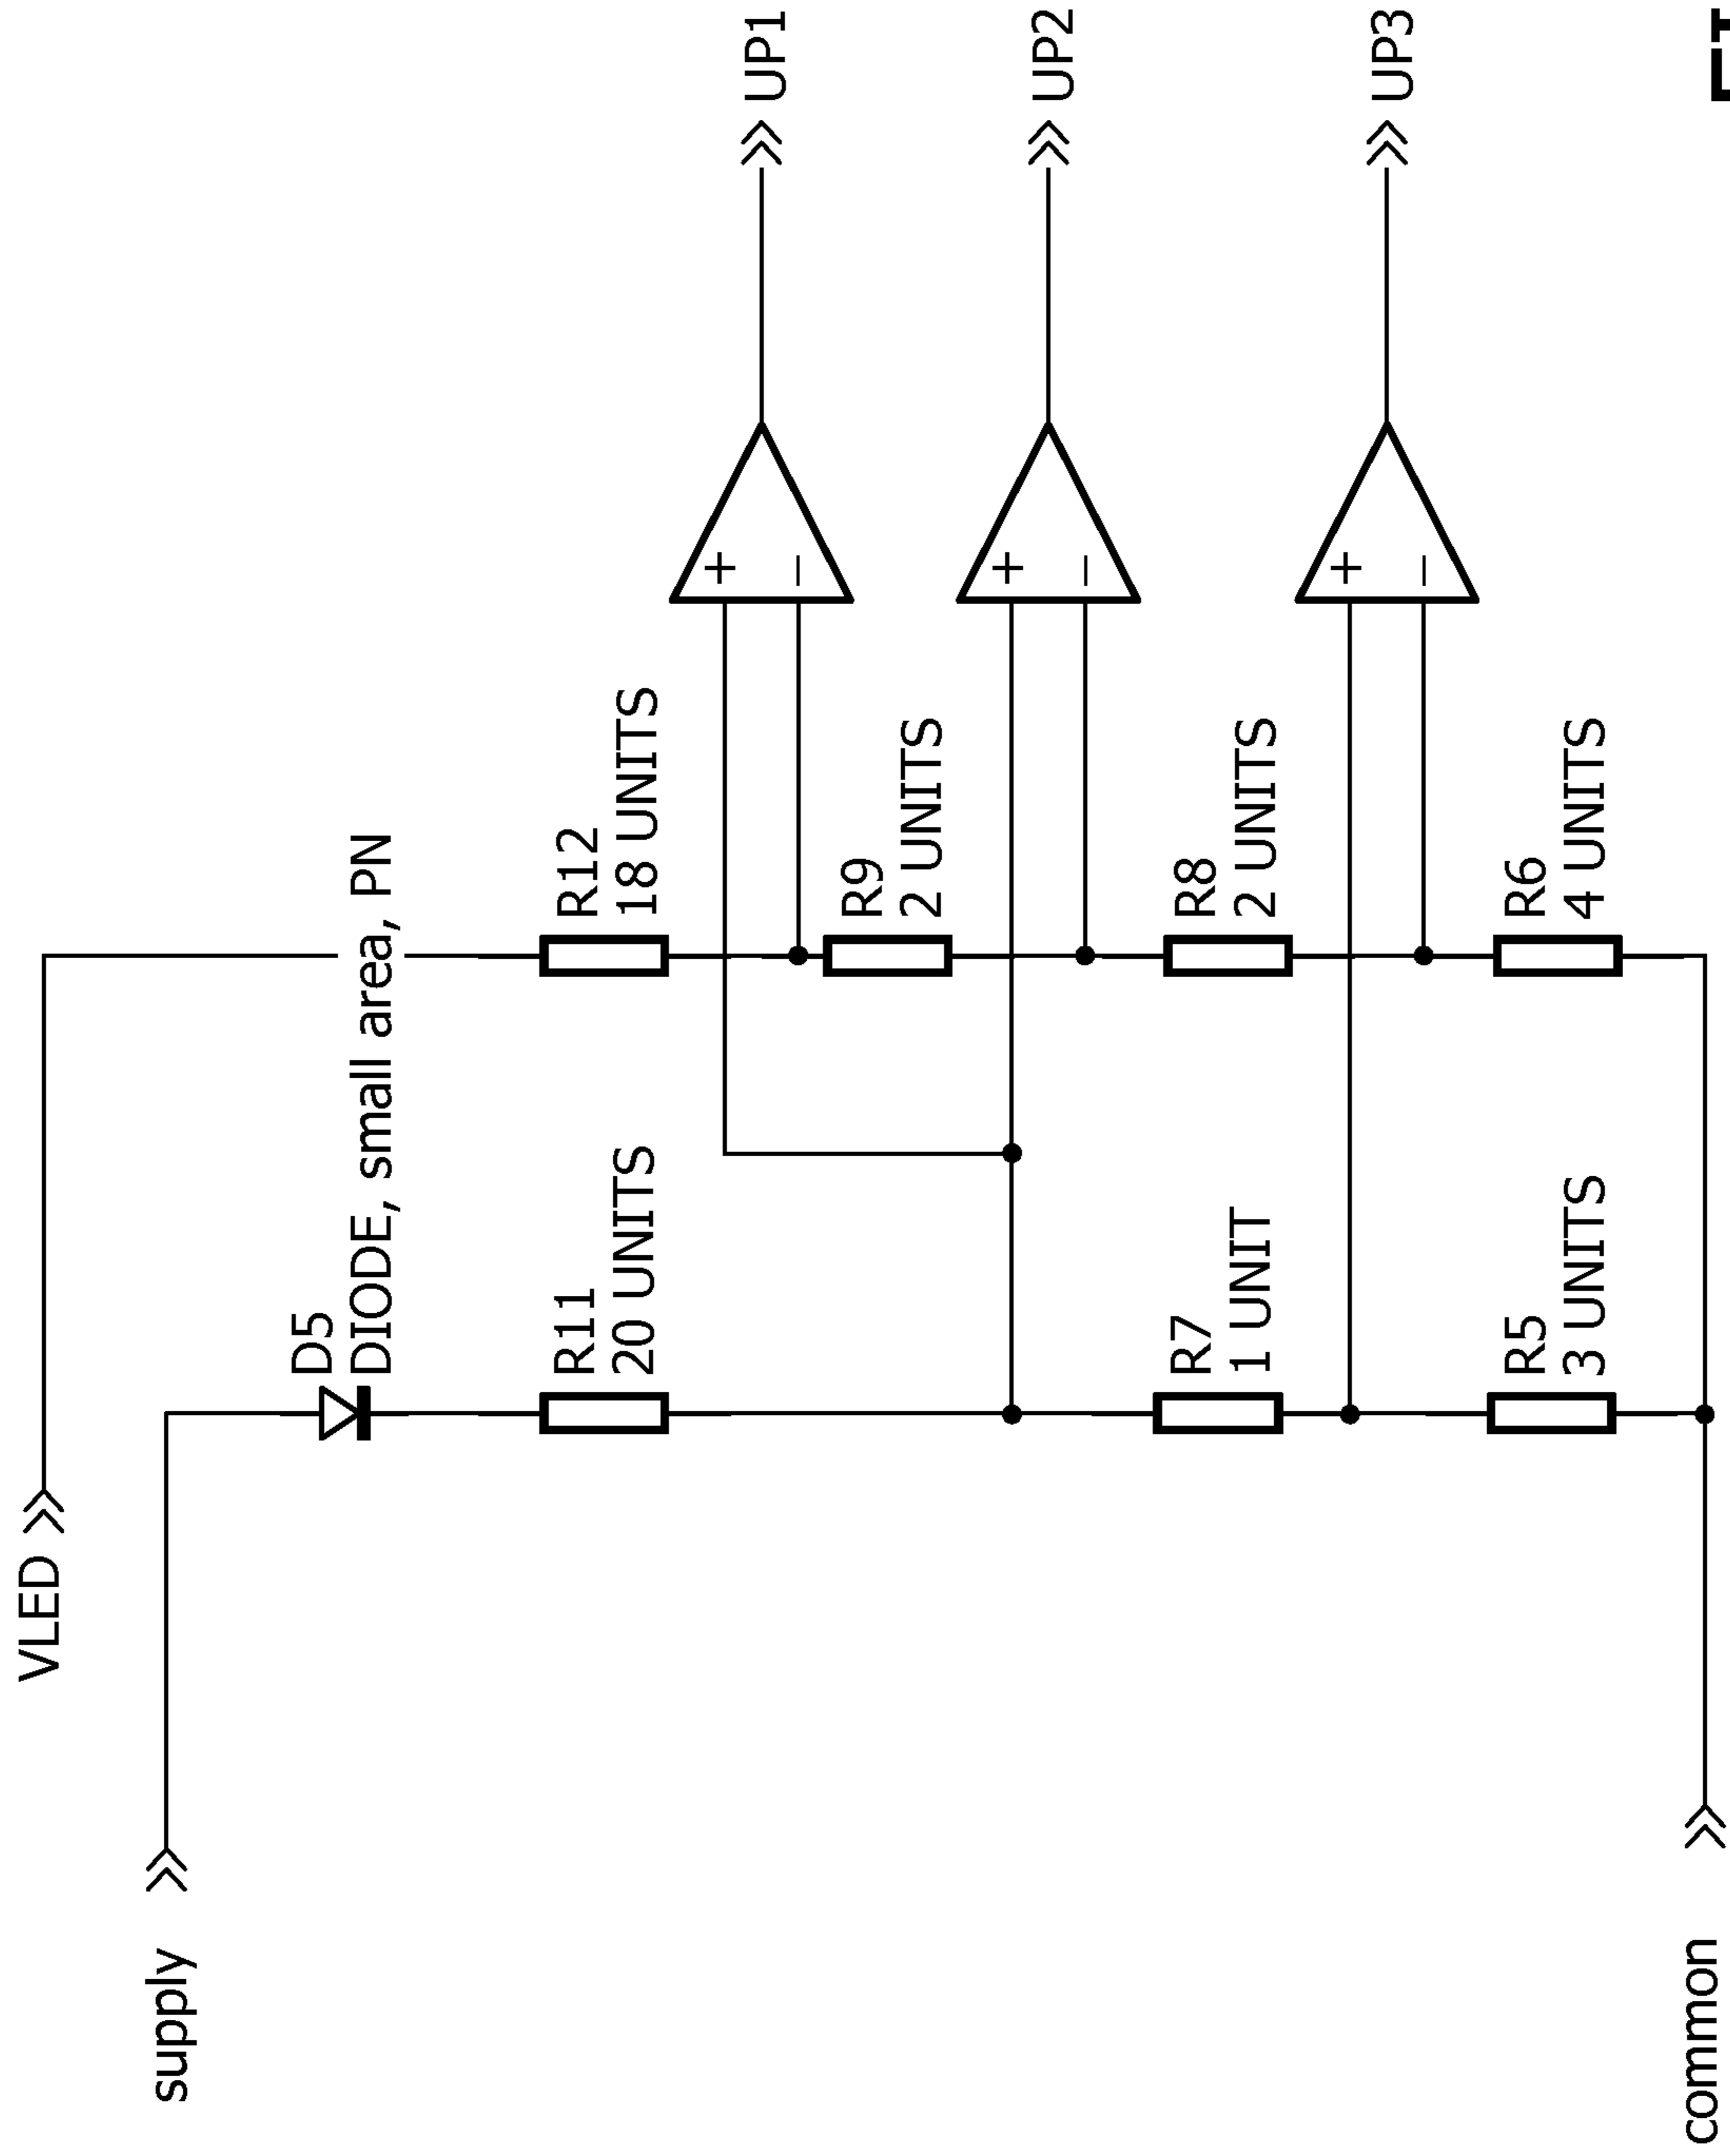 VLED
supply
D5
DIODE, small area, PN
R11
20 UNITS
R12
18 UNITS
+
–
UP1
R9
2 UNITS
+
–
UP2
R7
1 UNIT
R8
2 UNITS
+
–
UP3
R5
3 UNITS
R6
4 UNITS
common